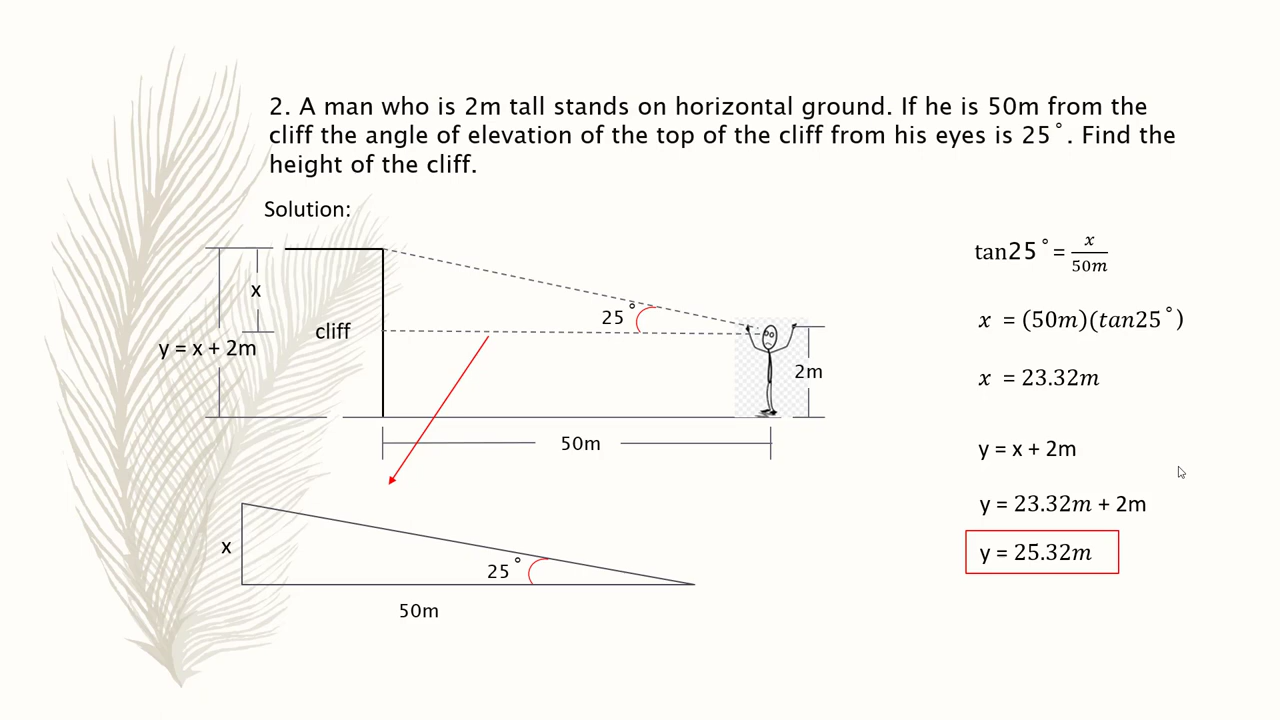 2. A man who is 2m tall stands on horizontal ground. If he is 50m from the
cliff the angle of elevation of the top of the cliff from his eyes is 25˚. Find the
height of the cliff.
Solution:
x
cliff
y = x + 2m
25˚
2m
50m
x
25˚
50m
tan25˚= x/50m
x = (50m)(tan25˚)
x = 23.32m
y = x + 2m
y = 23.32m + 2m
y = 25.32m